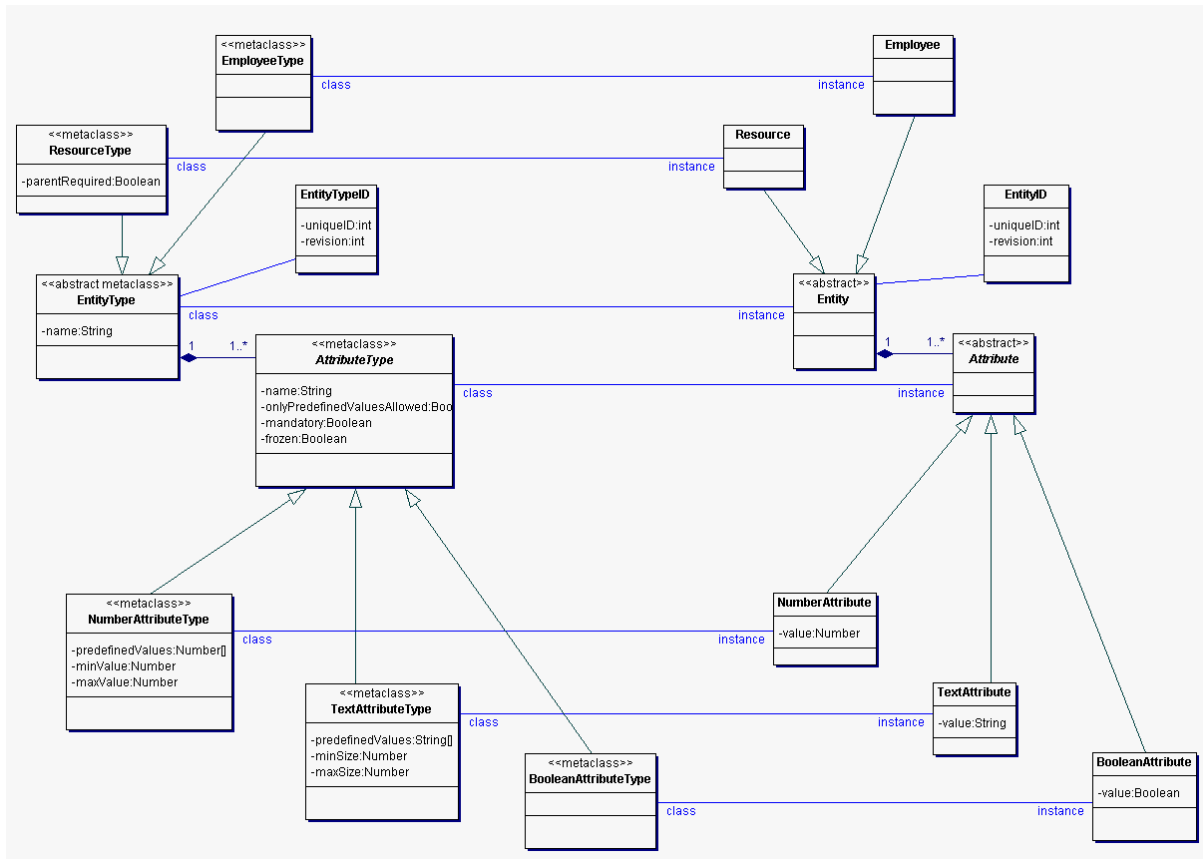 <<metaclass>>
EmployeeType
Employee
class
instance
<<metaclass>>
ResourceType
-parentRequired:Boolean
Resource
class
instance
EntityTypeID
-uniqueID:int
-revision:int
EntityID
-uniqueID:int
-revision:int
<<abstract metaclass>>
EntityType
-name:String
<<abstract>>
Entity
class
instance
1
1..*
1
1..*
<<metaclass>>
AttributeType
-name:String
-onlyPredefinedValuesAllowed:Boo
-mandatory:Boolean
-frozen:Boolean
<<abstract>>
Attribute
class
instance
<<metaclass>>
NumberAttributeType
-predefinedValues:Number[]
-minValue:Number
-maxValue:Number
NumberAttribute
-value:Number
class
instance
<<metaclass>>
TextAttributeType
-predefinedValues:String[]
-minSize:Number
-maxSize:Number
TextAttribute
-value:String
class
instance
<<metaclass>>
BooleanAttributeType
BooleanAttribute
-value:Boolean
class
instance